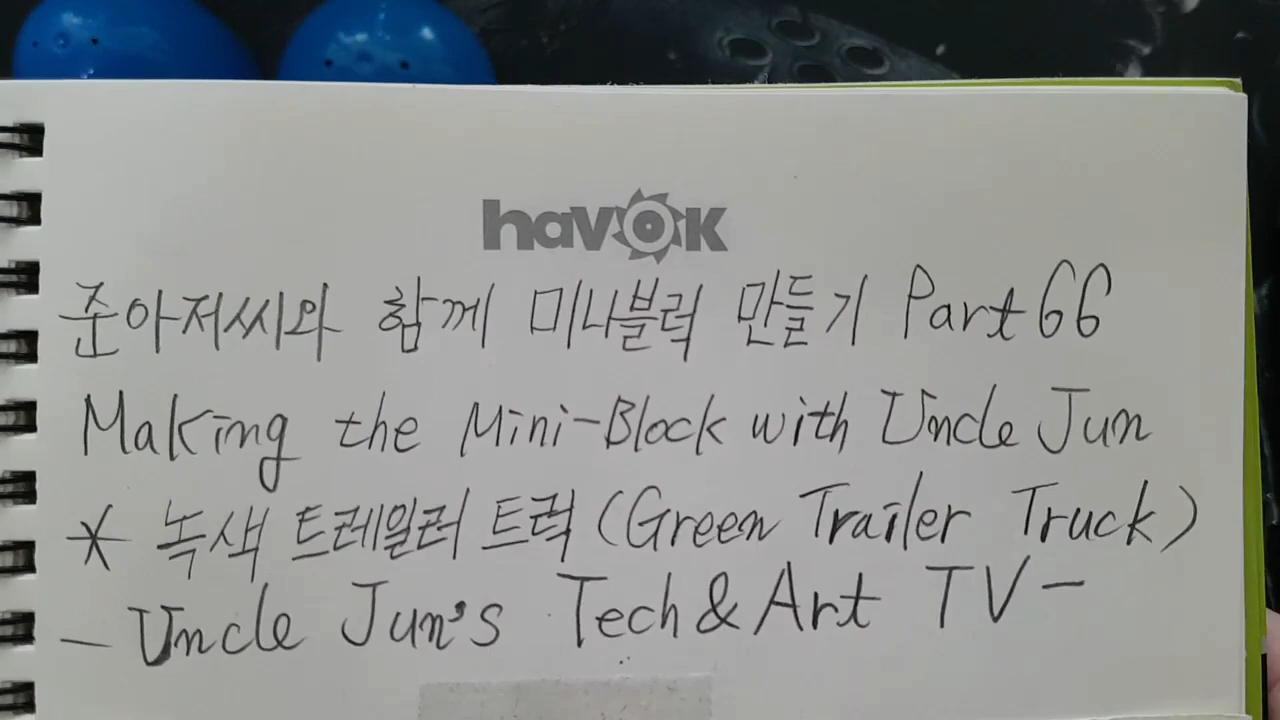 havok
준아저씨와 함께 미니블럭 만들기 Part 66
Making the Mini-Block with Uncle Jun
* 녹색 트레일러 트럭 (Green Trailer Truck)
- Uncle Jun's Tech & Art TV -